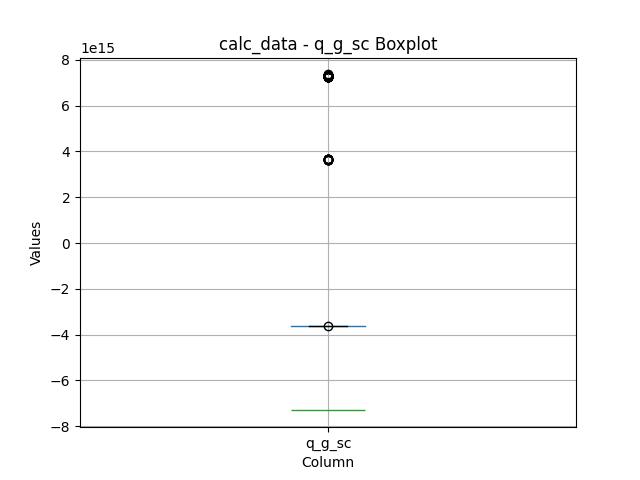 calc_data - q_g_sc Boxplot
1e15
8
6
4
2
0
−2
−4
−6
−8
Values
q_g_sc
Column